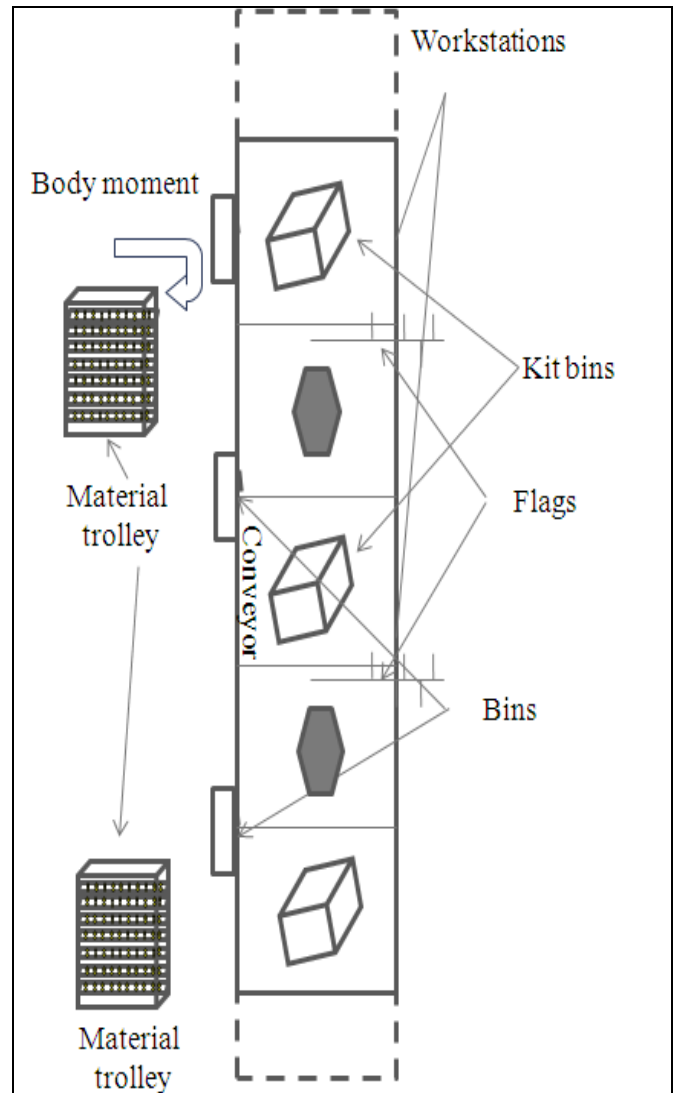 Workstations
Body moment
Kit bins
Material
trolley
Flags
Conveyor
Bins
Material
trolley